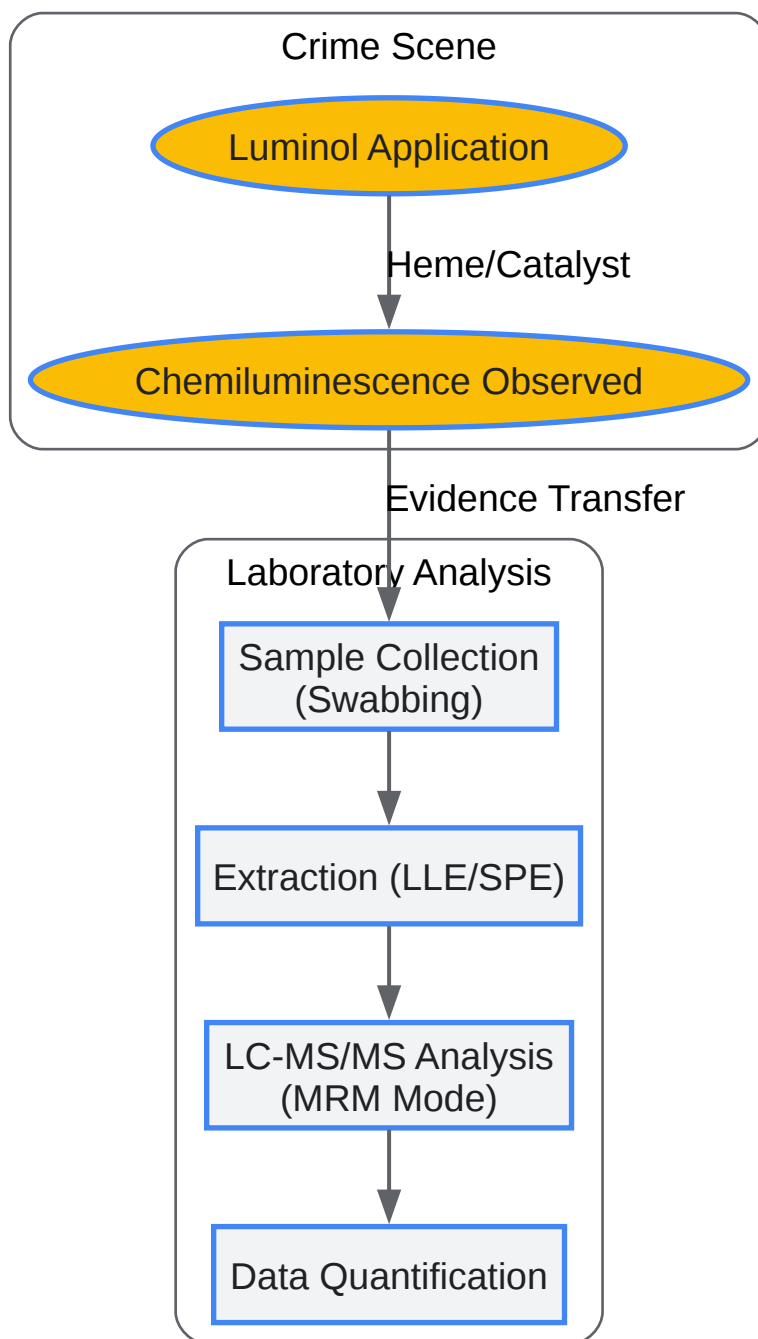 Crime Scene
Luminol Application
Heme/Catalyst
Chemiluminescence Observed
Evidence Transfer
Laboratory Analysis
Sample Collection
(Swabbing)
Extraction (LLE/SPE)
LC-MS/MS Analysis
(MRM Mode)
Data Quantification